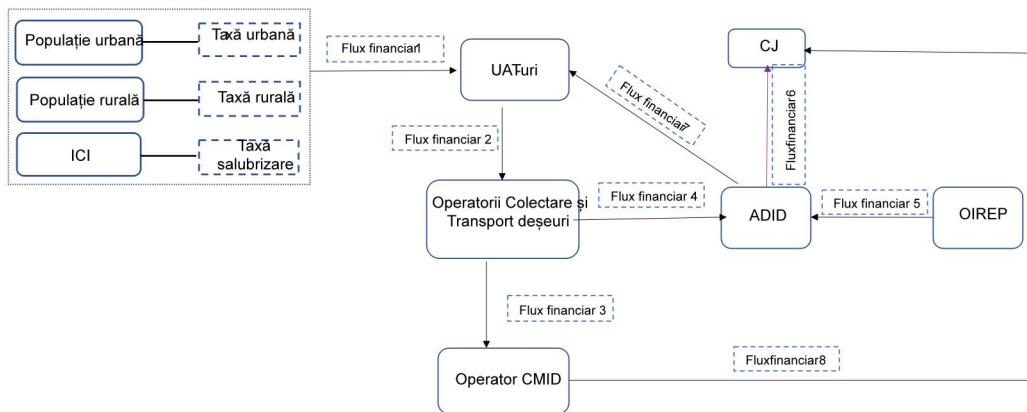 Populație urbană
Taxă urbană
Populație rurală
Taxă rurală
ICI
Taxă
salubrizare
Flux financiar1
UAT-uri
Flux financiar 2
Operatorii Colectare și
Transport deșeuri
Flux financiar 3
Operator CMID
Flux financiar 4
ADID
Flux financiar 5
OIREP
Fluxfinanciar6
Flux financiar7
CJ
Fluxfinanciar8